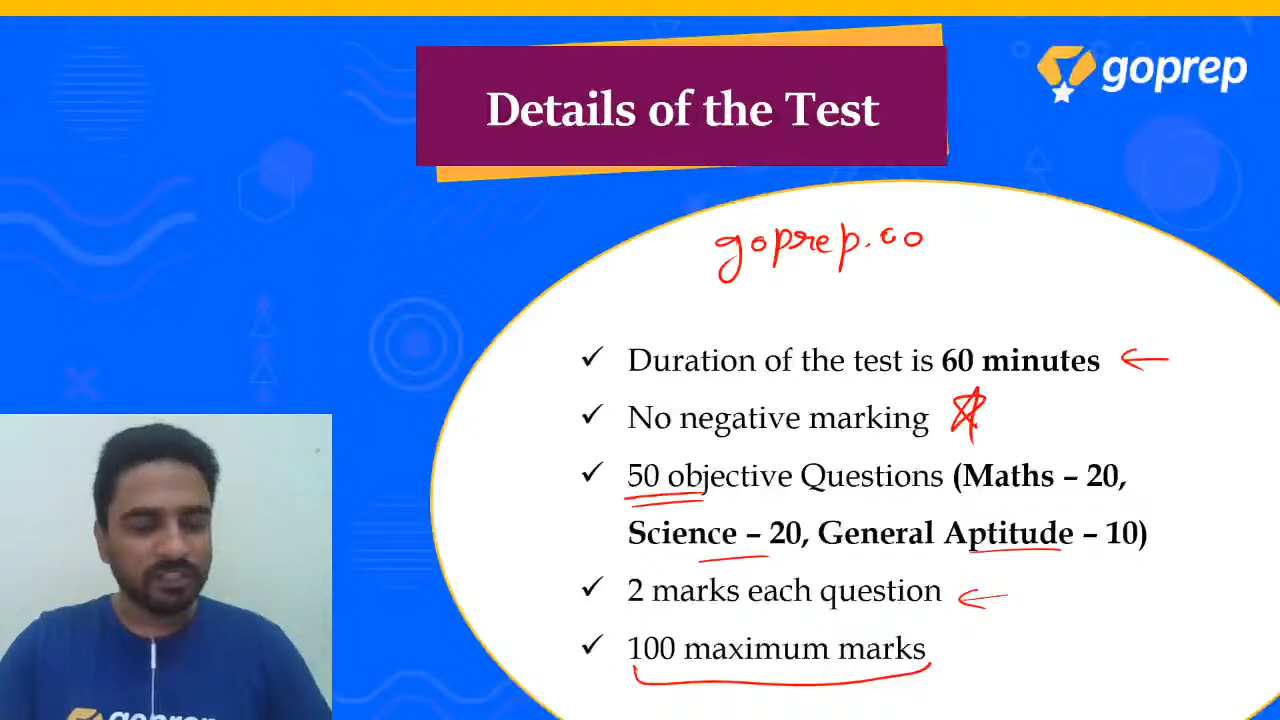 goprep
Details of the Test
goprep.co
✓ Duration of the test is 60 minutes
✓ No negative marking
✓ 50 objective Questions (Maths – 20,
Science – 20, General Aptitude – 10)
✓ 2 marks each question
✓ 100 maximum marks
goprep